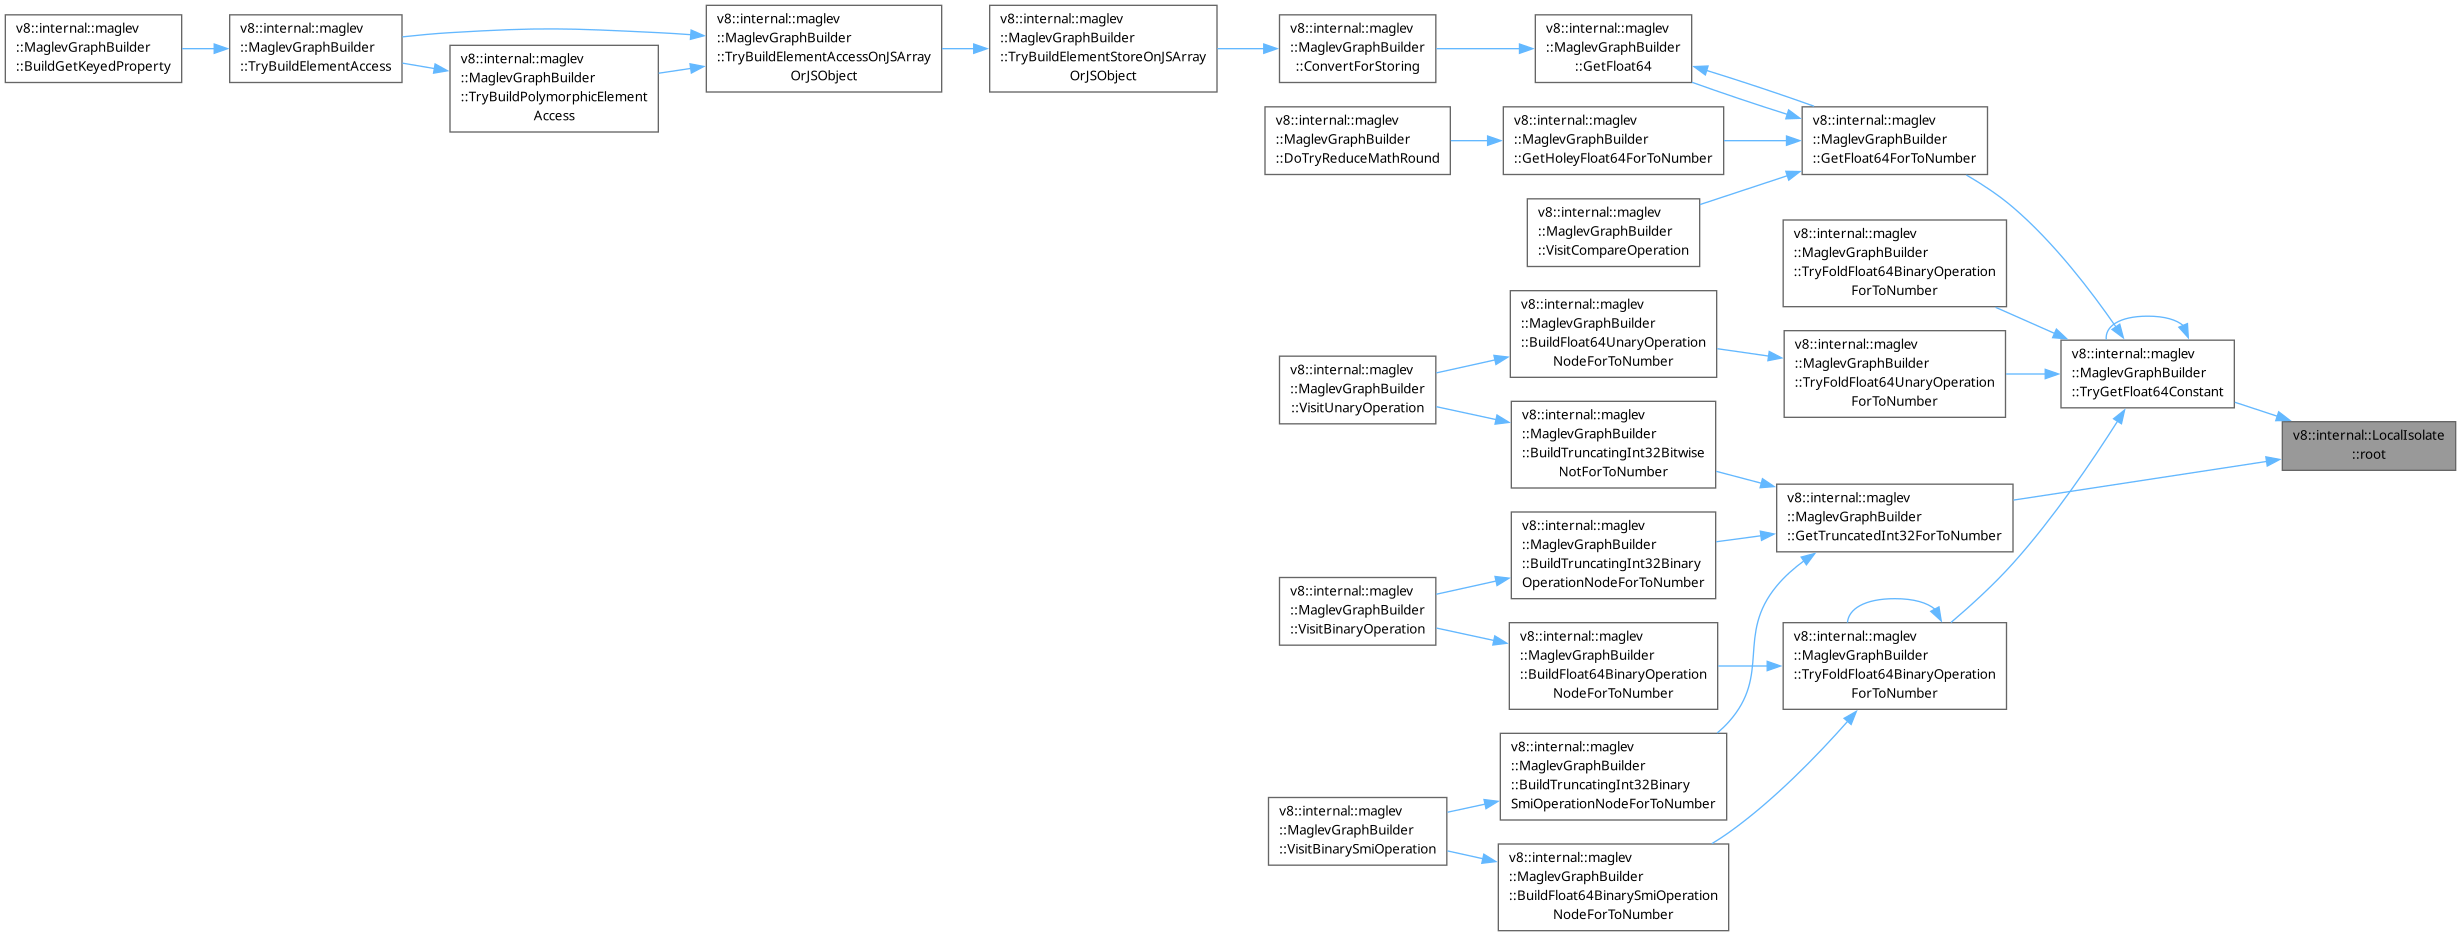 v8::internal::maglev
::MaglevGraphBuilder
::BuildGetKeyedProperty
v8::internal::maglev
::MaglevGraphBuilder
::TryBuildElementAccess
v8::internal::maglev
::MaglevGraphBuilder
::TryBuildPolymorphicElement
Access
v8::internal::maglev
::MaglevGraphBuilder
::TryBuildElementAccessOnJSArray
OrJSObject
v8::internal::maglev
::MaglevGraphBuilder
::TryBuildElementStoreOnJSArray
OrJSObject
v8::internal::maglev
::MaglevGraphBuilder
::ConvertForStoring
v8::internal::maglev
::MaglevGraphBuilder
::GetFloat64
v8::internal::maglev
::MaglevGraphBuilder
::DoTryReduceMathRound
v8::internal::maglev
::MaglevGraphBuilder
::GetHoleyFloat64ForToNumber
v8::internal::maglev
::MaglevGraphBuilder
::GetFloat64ForToNumber
v8::internal::maglev
::MaglevGraphBuilder
::VisitCompareOperation
v8::internal::maglev
::MaglevGraphBuilder
::TryFoldFloat64BinaryOperation
ForToNumber
v8::internal::maglev
::MaglevGraphBuilder
::BuildFloat64UnaryOperation
NodeForToNumber
v8::internal::maglev
::MaglevGraphBuilder
::TryFoldFloat64UnaryOperation
ForToNumber
v8::internal::maglev
::MaglevGraphBuilder
::TryGetFloat64Constant
v8::internal::maglev
::MaglevGraphBuilder
::VisitUnaryOperation
v8::internal::maglev
::MaglevGraphBuilder
::BuildTruncatingInt32Bitwise
NotForToNumber
v8::internal::LocalIsolate
::root
v8::internal::maglev
::MaglevGraphBuilder
::GetTruncatedInt32ForToNumber
v8::internal::maglev
::MaglevGraphBuilder
::BuildTruncatingInt32Binary
OperationNodeForToNumber
v8::internal::maglev
::MaglevGraphBuilder
::VisitBinaryOperation
v8::internal::maglev
::MaglevGraphBuilder
::BuildFloat64BinaryOperation
NodeForToNumber
v8::internal::maglev
::MaglevGraphBuilder
::TryFoldFloat64BinaryOperation
ForToNumber
v8::internal::maglev
::MaglevGraphBuilder
::BuildTruncatingInt32Binary
SmiOperationNodeForToNumber
v8::internal::maglev
::MaglevGraphBuilder
::VisitBinarySmiOperation
v8::internal::maglev
::MaglevGraphBuilder
::BuildFloat64BinarySmiOperation
NodeForToNumber